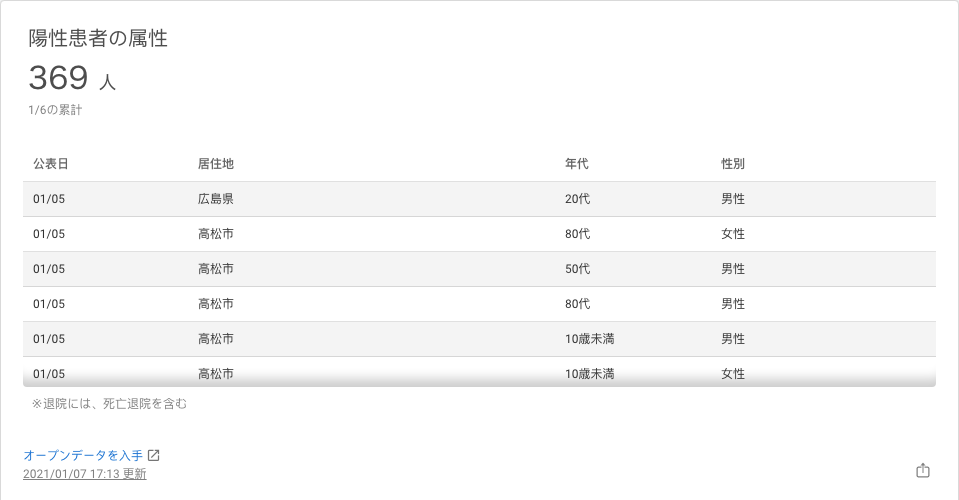 陽性患者の属性
369 人
1/6の累計
公表日 居住地 年代 性別
01/05 広島県 20代 男性
01/05 高松市 80代 女性
01/05 高松市 50代 男性
01/05 高松市 80代 男性
01/05 高松市 10歳未満 男性
01/05 高松市 10歳未満 女性
※退院には、死亡退院を含む
オープンデータを入手
2021/01/07 17:13 更新